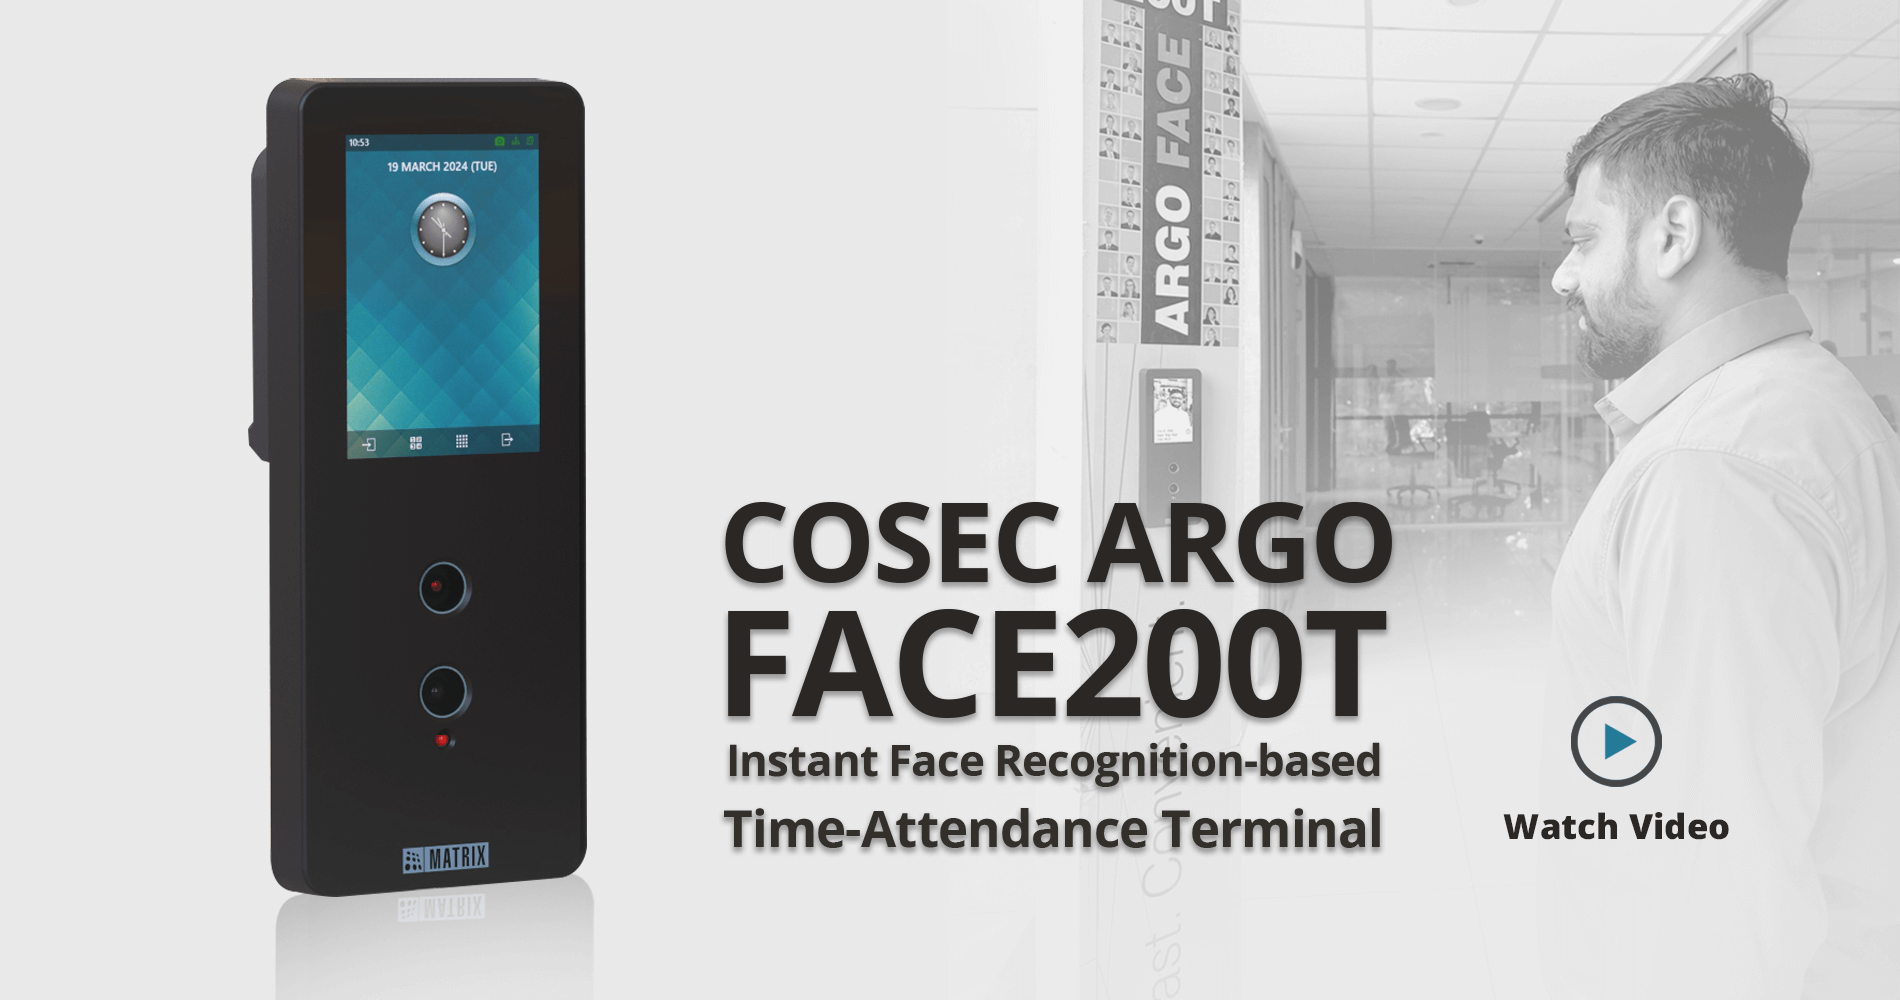 10:53
19 MARCH 2024 (TUE)
MATRIX
ARGO FACE
COSEC ARGO
FACE200T
Instant Face Recognition-based
Time-Attendance Terminal
Watch Video